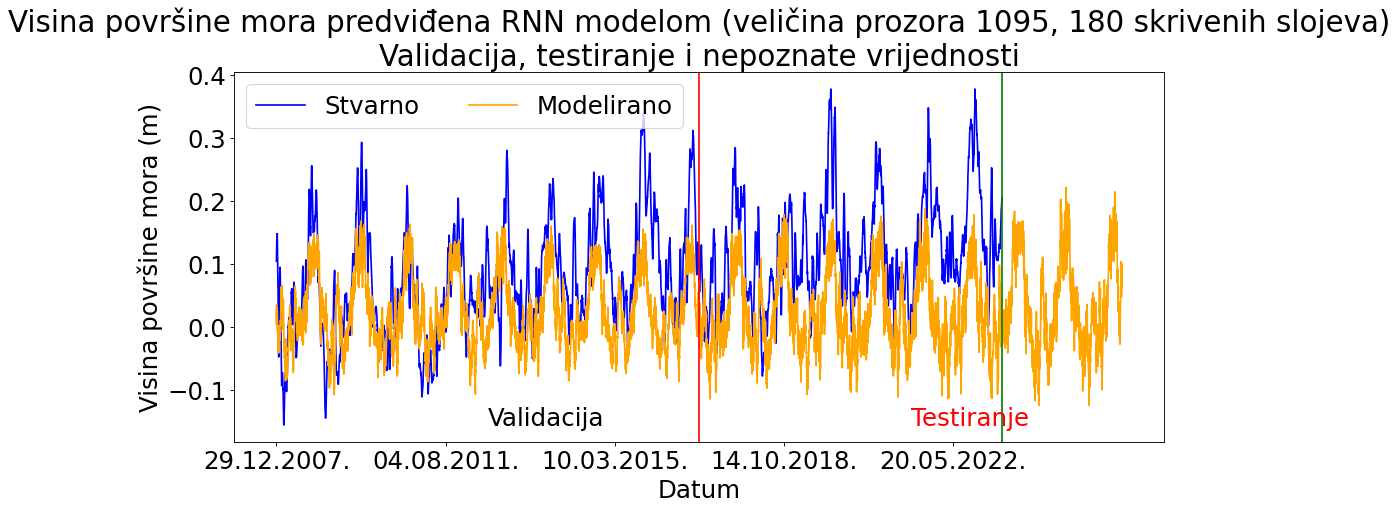 Visina površine mora predviđena RNN modelom (veličina prozora 1095, 180 skrivenih slojeva)
Validacija, testiranje i nepoznate vrijednosti
Stvarno
Modelirano
Visina površine mora (m)
0.4
0.3
0.2
0.1
0.0
−0.1
Validacija
Testiranje
29.12.2007.
04.08.2011.
10.03.2015.
14.10.2018.
20.05.2022.
Datum